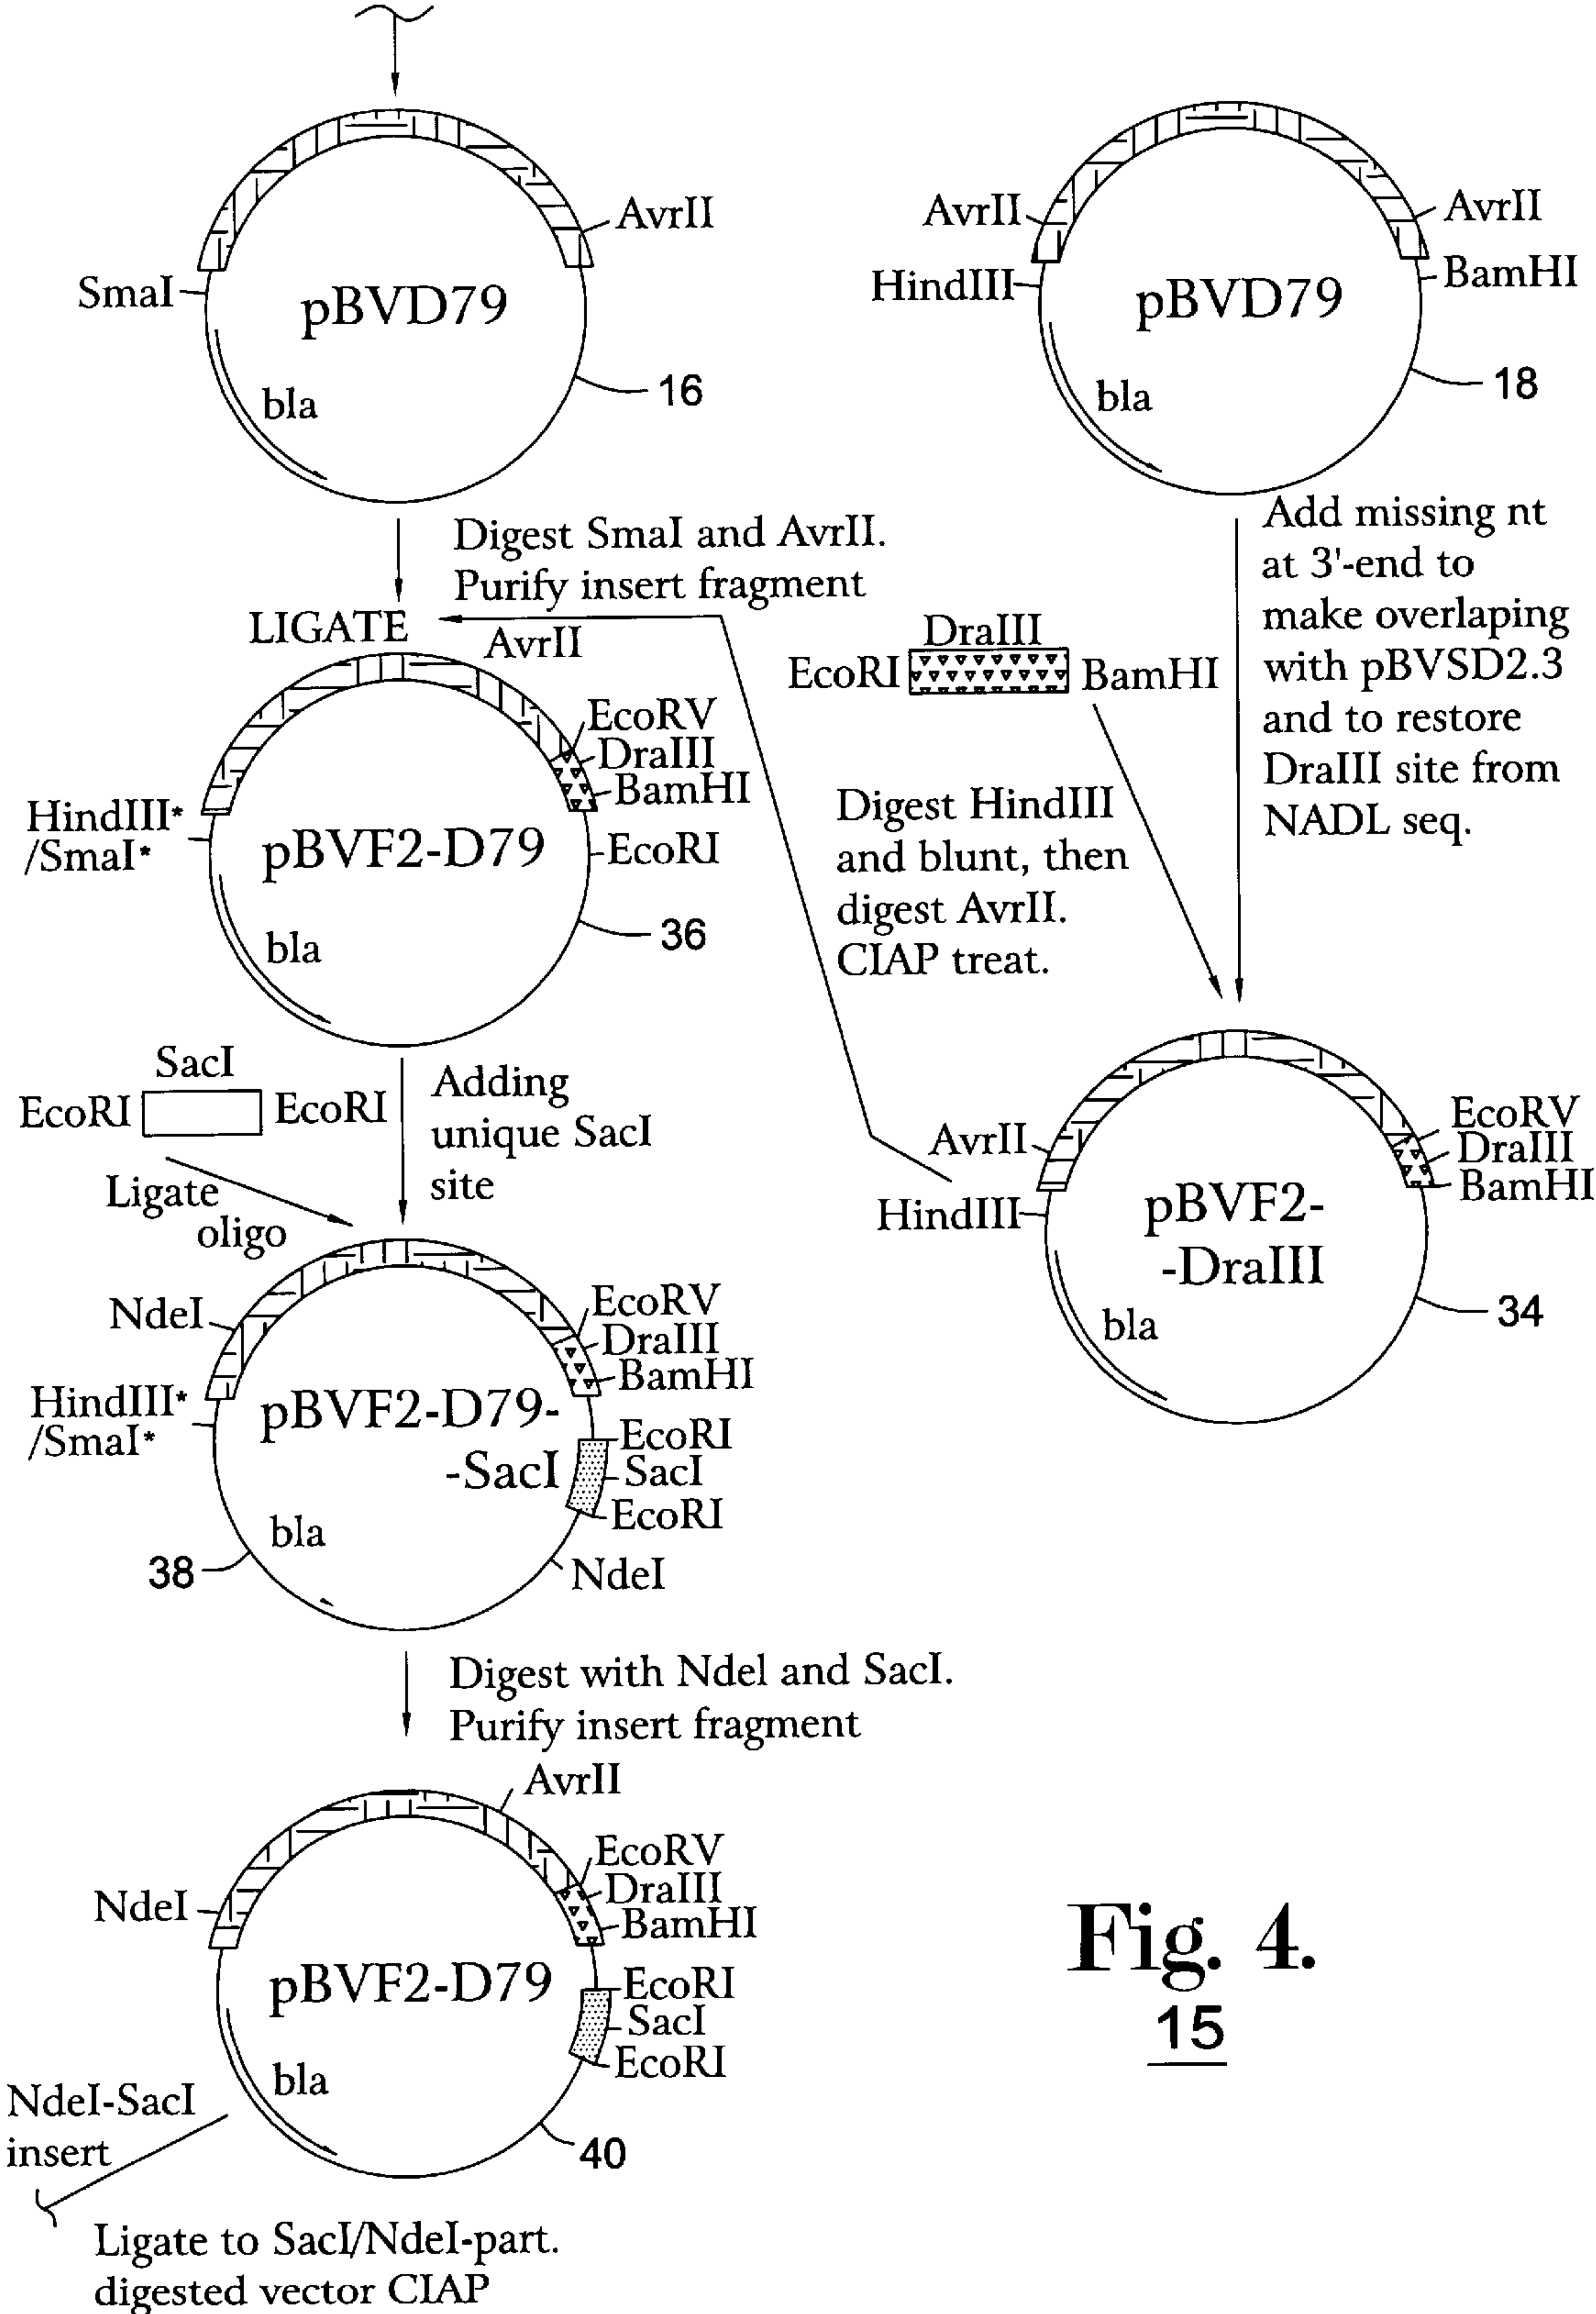 AvrII
SmaI
pBVD79
bla
16
AvrII
AvrII
HindIII
BamHI
pBVD79
bla
18
Digest SmaI and AvrII.
Purify insert fragment
Add missing nt
at 3'-end to
make overlaping
with pBVSD2.3
and to restore
DraIII site from
NADL seq.
LIGATE
AvrII
DraIII
EcoRI
BamHI
EcoRV
DraIII
BamHI
HindIII*
/SmaI*
pBVF2-D79
EcoRI
bla
36
Digest HindIII
and blunt, then
digest AvrII.
CIAP treat.
SacI
EcoRI
EcoRI
Adding
unique SacI
site
Ligate
oligo
AvrII
HindIII
EcoRV
DraIII
BamHI
pBVF2-
-DraIII
bla
34
NdeI
EcoRV
DraIII
BamHI
HindIII*
/SmaI*
pBVF2-D79-
-SacI
EcoRI
SacI
EcoRI
bla
38
NdeI
Digest with NdeI and SacI.
Purify insert fragment
AvrII
EcoRV
DraIII
BamHI
NdeI
pBVF2-D79
EcoRI
SacI
EcoRI
bla
40
NdeI-SacI
insert
Ligate to SacI/NdeI-part.
digested vector CIAP
Fig. 4.
15